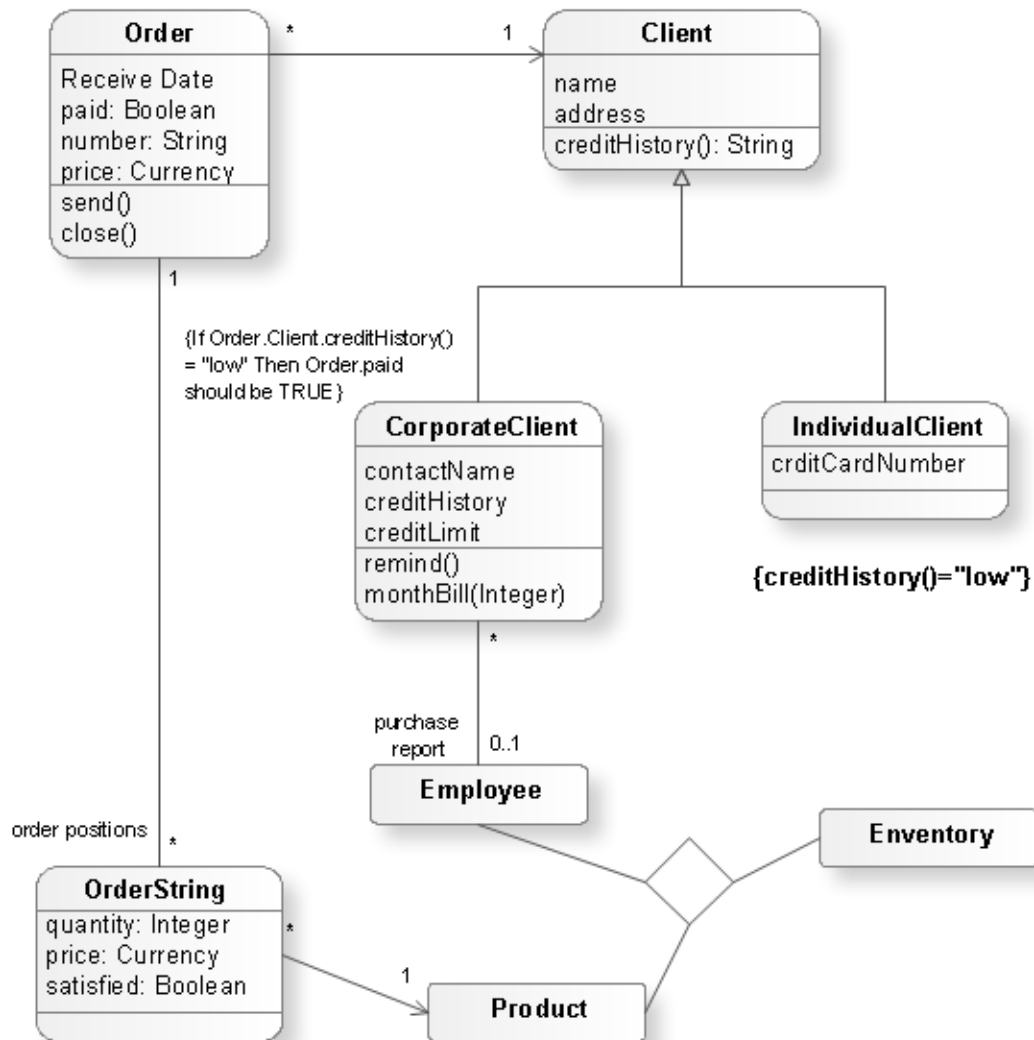 Order
Receive Date
paid: Boolean
number: String
price: Currency
send()
close()
*
1
Client
name
address
creditHistory(): String
1
{If Order.Client.creditHistory()
= "low" Then Order.paid
should be TRUE }
CorporateClient
contactName
creditHistory
creditLimit
remind()
monthBill(Integer)
IndividualClient
crditCardNumber
{creditHistory()="low"}
*
purchase
report
0..1
Employee
Enventory
order positions
*
OrderString
quantity: Integer
price: Currency
satisfied: Boolean
*
1
Product